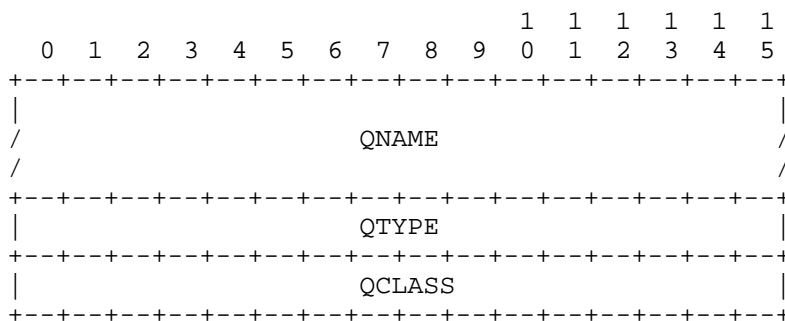 1  1  1  1  1  1
  0  1  2  3  4  5  6  7  8  9  0  1  2  3  4  5
+--+--+--+--+--+--+--+--+--+--+--+--+--+--+--+--+
|                                               |
/                     QNAME                     /
/                                               /
+--+--+--+--+--+--+--+--+--+--+--+--+--+--+--+--+
|                     QTYPE                     |
+--+--+--+--+--+--+--+--+--+--+--+--+--+--+--+--+
|                     QCLASS                    |
+--+--+--+--+--+--+--+--+--+--+--+--+--+--+--+--+